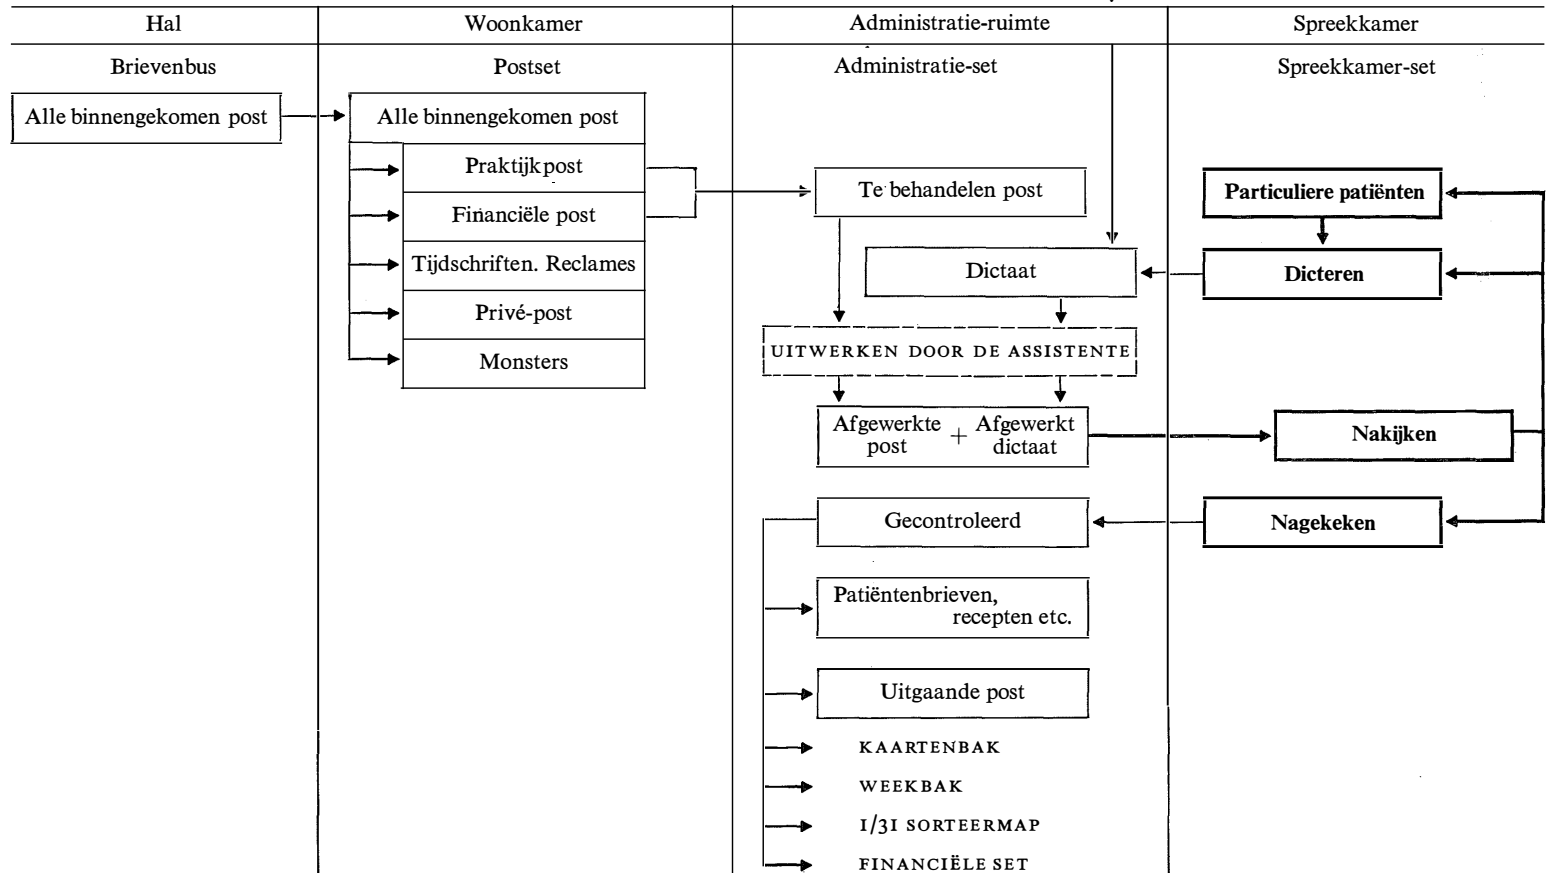 Hal
Woonkamer
Administratie-ruimte
Spreekkamer
Brievenbus
Postset
Administratie-set
Spreekkamer-set
Alle binnengekomen post
Alle binnengekomen post
Praktijkpost
Financiële post
Tijdschriften. Reclames
Privé-post
Monsters
Te behandelen post
Dictaat
UITWERKEN DOOR DE ASSISTENTE
Afgewerkte
post
+
Afgewerkt
dictaat
Gecontroleerd
Patiëntenbrieven,
recepten etc.
Uitgaande post
KAARTENBAK
WEEKBAK
1/31 SORTEERMAP
FINANCIËLE SET
Particuliere patiënten
Dicteren
Nakijken
Nagekeken